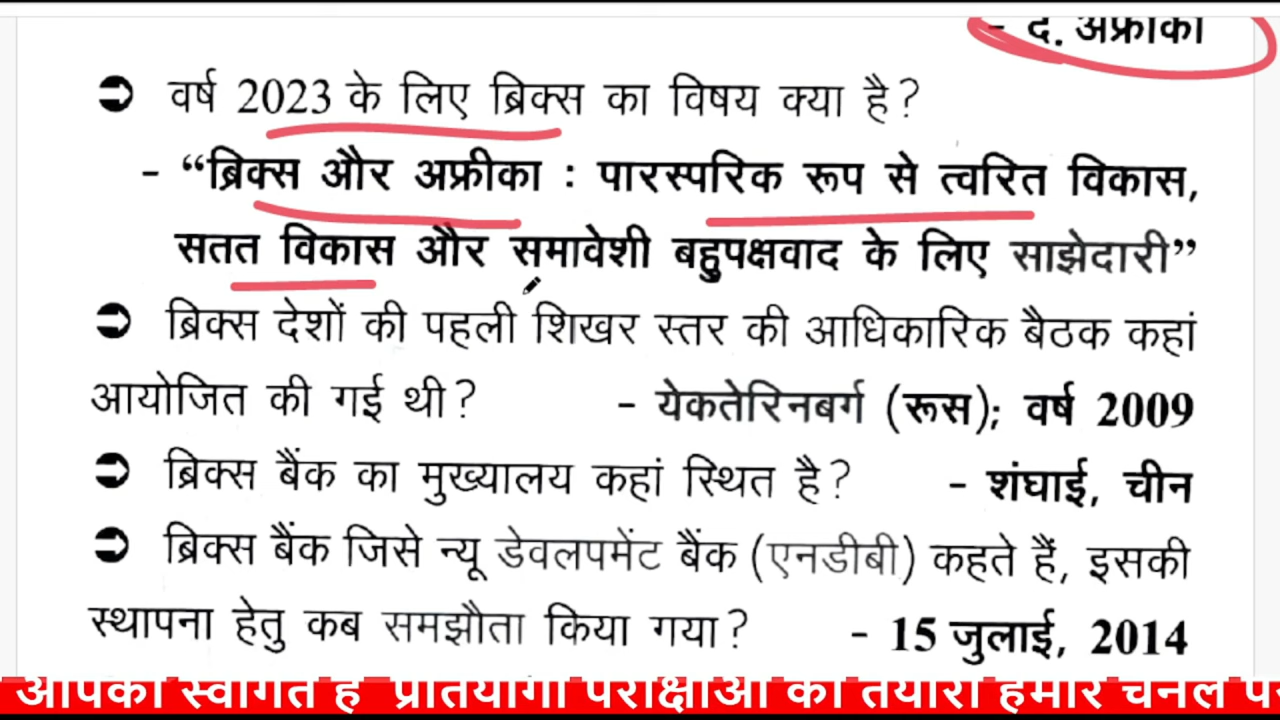 - द. अफ्रीका
➲ वर्ष 2023 के लिए ब्रिक्स का विषय क्या है?
- “ब्रिक्स और अफ्रीका : पारस्परिक रूप से त्वरित विकास,
सतत विकास और समावेशी बहुपक्षवाद के लिए साझेदारी”
➲ ब्रिक्स देशों की पहली शिखर स्तर की आधिकारिक बैठक कहां
आयोजित की गई थी? - येकतेरिनबर्ग (रूस); वर्ष 2009
➲ ब्रिक्स बैंक का मुख्यालय कहां स्थित है? - शंघाई, चीन
➲ ब्रिक्स बैंक जिसे न्यू डेवलपमेंट बैंक (एनडीबी) कहते हैं, इसकी
स्थापना हेतु कब समझौता किया गया? - 15 जुलाई, 2014
आपका स्वागत है प्रतियोगी परीक्षाओं की तैयारी हमारे चैनल पर